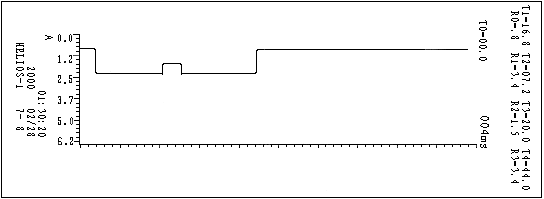 T1=16.8 T2=07.2 T3=20.0 T4=44.0
R0=.8 R1=3.4 R2=1.5 R3=3.4
T0=00.0 004mg
A
0.0
1.2
2.5
3.7
5.0
6.2
01:30:20
2000 02/28
HELIOS-1 7- 8